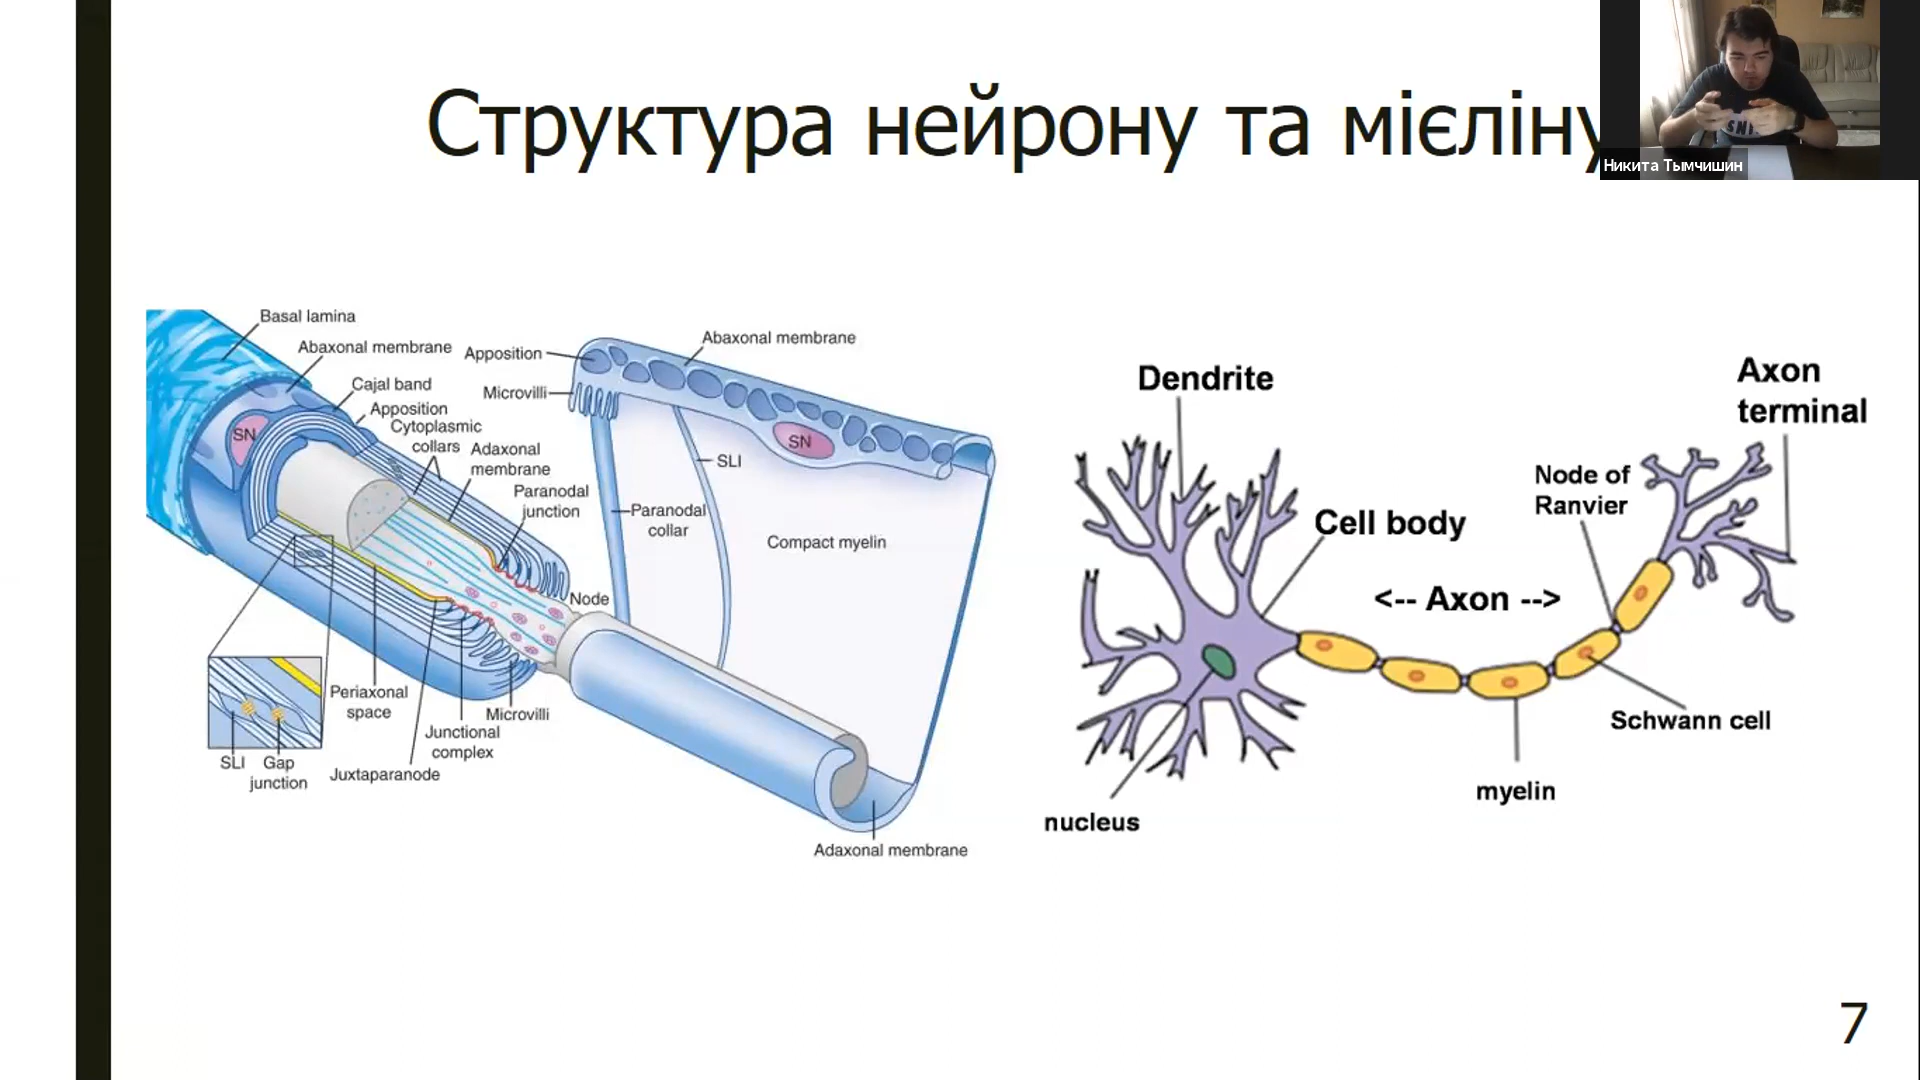 Структура нейрону та мієліну
Никита Тымчишин
Basal lamina
Abaxonal membrane
Cajal band
Apposition
Cytoplasmic
collars
Adaxonal
membrane
Paranodal
junction
SN
Node
Periaxonal
space
Microvilli
Junctional
complex
Juxtaparanode
SLI
Gap
junction
Apposition
Microvilli
Abaxonal membrane
SN
SLI
Paranodal
collar
Compact myelin
Adaxonal membrane
Dendrite
Axon
terminal
Node of
Ranvier
Cell body
<-- Axon -->
Schwann cell
myelin
nucleus
7